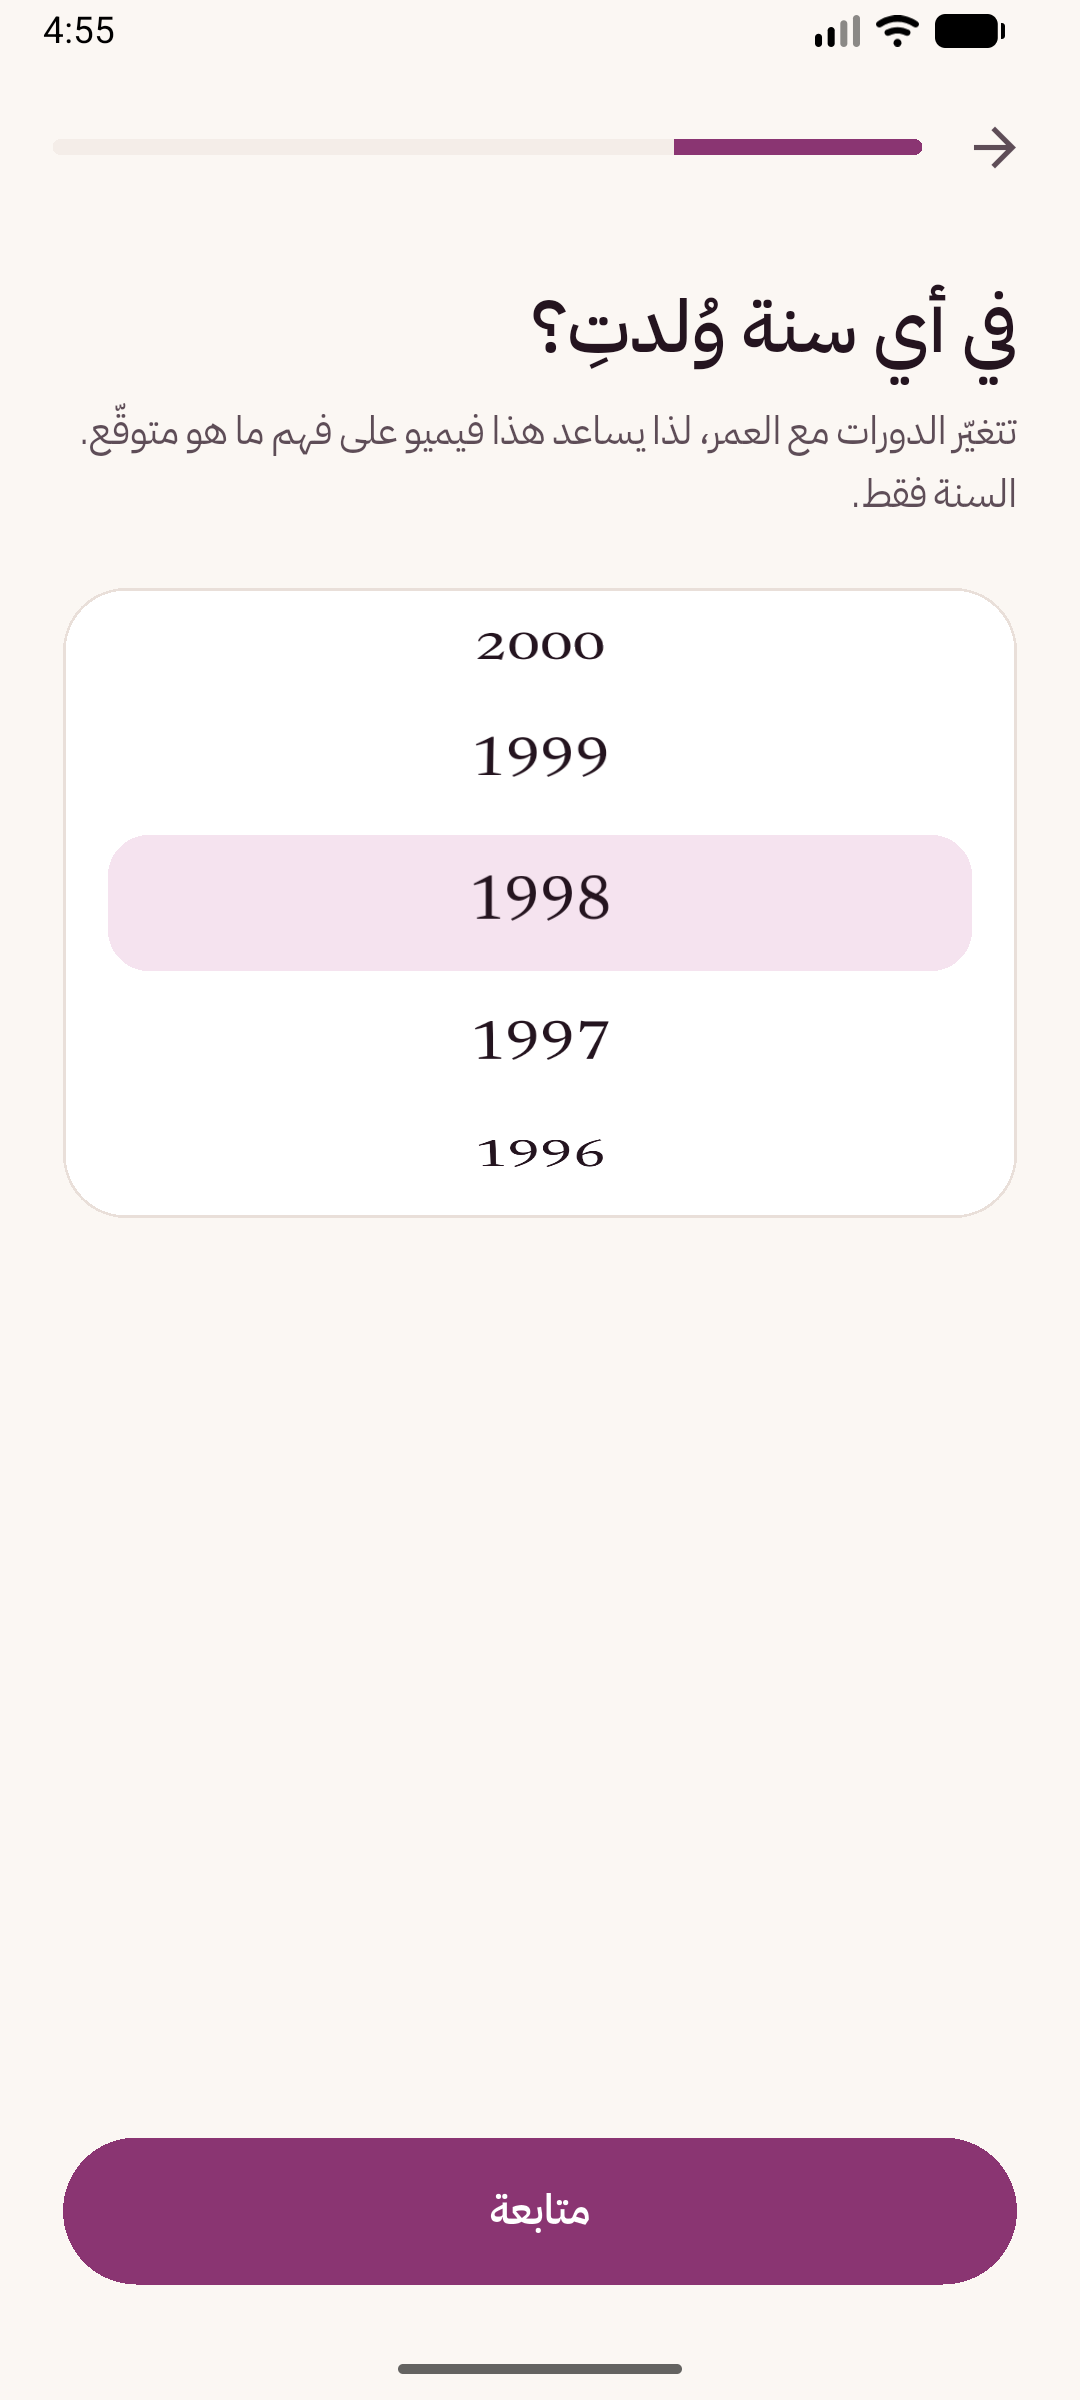 4:55
في أي سنة وُلدتِ؟
تتغيّر الدورات مع العمر، لذا يساعد هذا فيميو على فهم ما هو متوقّع.
السنة فقط.
2000
1999
1998
1997
1996
متابعة